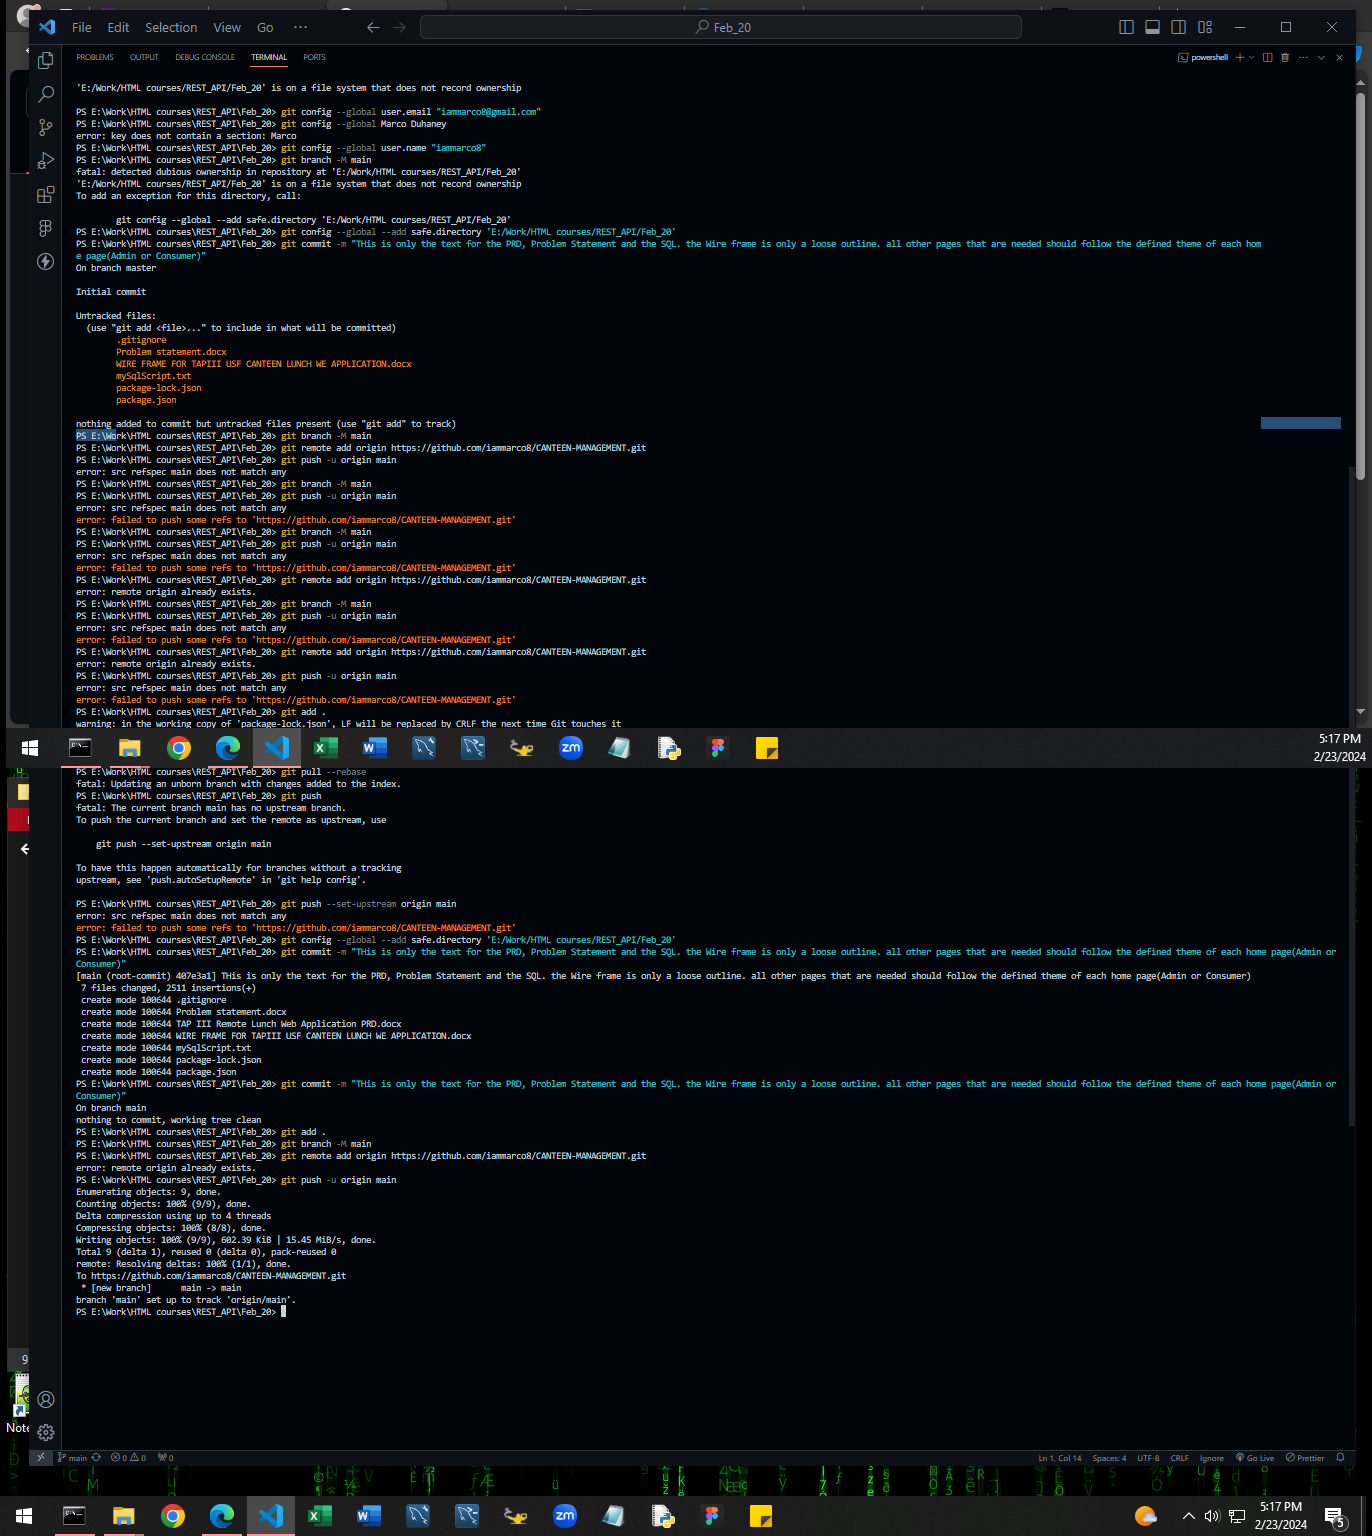 File Edit Selection View Go ··· Feb_20
PROBLEMS OUTPUT DEBUG CONSOLE TERMINAL PORTS powershell
'E:/Work/HTML courses/REST_API/Feb_20' is on a file system that does not record ownership
PS E:\Work\HTML courses\REST_API\Feb_20> git config --global user.email "iammarco8@gmail.com"
PS E:\Work\HTML courses\REST_API\Feb_20> git config --global Marco Duhaney
error: key does not contain a section: Marco
PS E:\Work\HTML courses\REST_API\Feb_20> git config --global user.name "iammarco8"
PS E:\Work\HTML courses\REST_API\Feb_20> git branch -M main
fatal: detected dubious ownership in repository at 'E:/Work/HTML courses/REST_API/Feb_20'
'E:/Work/HTML courses/REST_API/Feb_20' is on a file system that does not record ownership
To add an exception for this directory, call:
git config --global --add safe.directory 'E:/Work/HTML courses/REST_API/Feb_20'
PS E:\Work\HTML courses\REST_API\Feb_20> git config --global --add safe.directory 'E:/Work/HTML courses/REST_API/Feb_20'
PS E:\Work\HTML courses\REST_API\Feb_20> git commit -m "THis is only the text for the PRD, Problem Statement and the SQL. the Wire frame is only a loose outline. all other pages that are needed should follow the defined theme of each hom
e page(Admin or Consumer)"
On branch master
Initial commit
Untracked files:
(use "git add <file>..." to include in what will be committed)
.gitignore
Problem statement.docx
WIRE FRAME FOR TAPIII USF CANTEEN LUNCH WE APPLICATION.docx
mySqlScript.txt
package-lock.json
package.json
nothing added to commit but untracked files present (use "git add" to track)
PS E:\Work\HTML courses\REST_API\Feb_20> git branch -M main
PS E:\Work\HTML courses\REST_API\Feb_20> git remote add origin https://github.com/iammarco8/CANTEEN-MANAGEMENT.git
PS E:\Work\HTML courses\REST_API\Feb_20> git push -u origin main
error: src refspec main does not match any
PS E:\Work\HTML courses\REST_API\Feb_20> git branch -M main
PS E:\Work\HTML courses\REST_API\Feb_20> git push -u origin main
error: src refspec main does not match any
error: failed to push some refs to 'https://github.com/iammarco8/CANTEEN-MANAGEMENT.git'
PS E:\Work\HTML courses\REST_API\Feb_20> git branch -M main
PS E:\Work\HTML courses\REST_API\Feb_20> git push -u origin main
error: src refspec main does not match any
error: failed to push some refs to 'https://github.com/iammarco8/CANTEEN-MANAGEMENT.git'
PS E:\Work\HTML courses\REST_API\Feb_20> git remote add origin https://github.com/iammarco8/CANTEEN-MANAGEMENT.git
error: remote origin already exists.
PS E:\Work\HTML courses\REST_API\Feb_20> git branch -M main
PS E:\Work\HTML courses\REST_API\Feb_20> git push -u origin main
error: src refspec main does not match any
error: failed to push some refs to 'https://github.com/iammarco8/CANTEEN-MANAGEMENT.git'
PS E:\Work\HTML courses\REST_API\Feb_20> git remote add origin https://github.com/iammarco8/CANTEEN-MANAGEMENT.git
error: remote origin already exists.
PS E:\Work\HTML courses\REST_API\Feb_20> git push -u origin main
error: src refspec main does not match any
error: failed to push some refs to 'https://github.com/iammarco8/CANTEEN-MANAGEMENT.git'
PS E:\Work\HTML courses\REST_API\Feb_20> git add .
warning: in the working copy of 'package-lock.json', LF will be replaced by CRLF the next time Git touches it
5:17 PM
2/23/2024
PS E:\Work\HTML courses\REST_API\Feb_20> git pull --rebase
fatal: Updating an unborn branch with changes added to the index.
PS E:\Work\HTML courses\REST_API\Feb_20> git push
fatal: The current branch main has no upstream branch.
To push the current branch and set the remote as upstream, use
git push --set-upstream origin main
To have this happen automatically for branches without a tracking
upstream, see 'push.autoSetupRemote' in 'git help config'.
PS E:\Work\HTML courses\REST_API\Feb_20> git push --set-upstream origin main
error: src refspec main does not match any
error: failed to push some refs to 'https://github.com/iammarco8/CANTEEN-MANAGEMENT.git'
PS E:\Work\HTML courses\REST_API\Feb_20> git config --global --add safe.directory 'E:/Work/HTML courses/REST_API/Feb_20'
PS E:\Work\HTML courses\REST_API\Feb_20> git commit -m "THis is only the text for the PRD, Problem Statement and the SQL. the Wire frame is only a loose outline. all other pages that are needed should follow the defined theme of each home page(Admin or
Consumer)"
[main (root-commit) 407e3a1] THis is only the text for the PRD, Problem Statement and the SQL. the Wire frame is only a loose outline. all other pages that are needed should follow the defined theme of each home page(Admin or Consumer)
7 files changed, 2511 insertions(+)
create mode 100644 .gitignore
create mode 100644 Problem statement.docx
create mode 100644 TAP III Remote Lunch Web Application PRD.docx
create mode 100644 WIRE FRAME FOR TAPIII USF CANTEEN LUNCH WE APPLICATION.docx
create mode 100644 mySqlScript.txt
create mode 100644 package-lock.json
create mode 100644 package.json
PS E:\Work\HTML courses\REST_API\Feb_20> git commit -m "THis is only the text for the PRD, Problem Statement and the SQL. the Wire frame is only a loose outline. all other pages that are needed should follow the defined theme of each home page(Admin or
Consumer)"
On branch main
nothing to commit, working tree clean
PS E:\Work\HTML courses\REST_API\Feb_20> git add .
PS E:\Work\HTML courses\REST_API\Feb_20> git branch -M main
PS E:\Work\HTML courses\REST_API\Feb_20> git remote add origin https://github.com/iammarco8/CANTEEN-MANAGEMENT.git
error: remote origin already exists.
PS E:\Work\HTML courses\REST_API\Feb_20> git push -u origin main
Enumerating objects: 9, done.
Counting objects: 100% (9/9), done.
Delta compression using up to 4 threads
Compressing objects: 100% (8/8), done.
Writing objects: 100% (9/9), 602.39 KiB | 15.45 MiB/s, done.
Total 9 (delta 1), reused 0 (delta 0), pack-reused 0
remote: Resolving deltas: 100% (1/1), done.
To https://github.com/iammarco8/CANTEEN-MANAGEMENT.git
* [new branch] main -> main
branch 'main' set up to track 'origin/main'.
PS E:\Work\HTML courses\REST_API\Feb_20>
9
Note
main 0 0 0 Ln 1, Col 14 Spaces: 4 UTF-8 CRLF Ignore Go Live Prettier
5:17 PM
2/23/2024
5